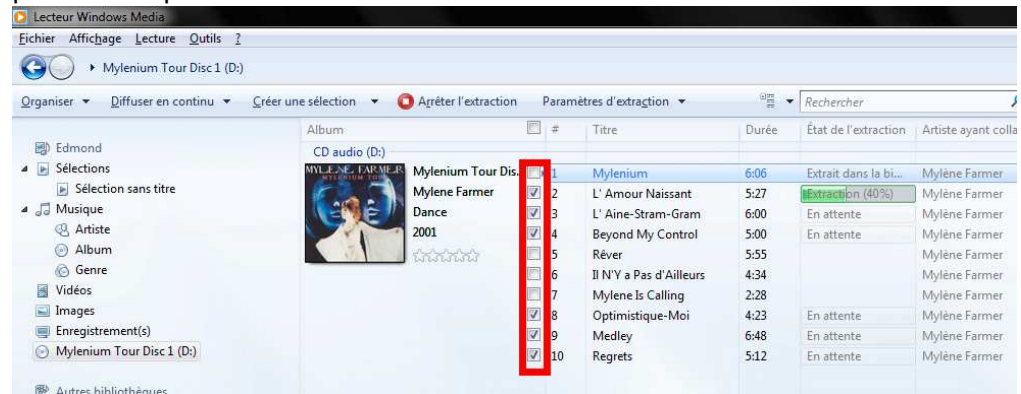 Lecteur Windows Media
Fichier Affichage Lecture Outils ?
Mylenium Tour Disc 1 (D:)
Organiser Diffuser en continu Créer une sélection Arrêter l'extraction Paramètres d'extraction Rechercher
Album # Titre Durée État de l'extraction Artiste ayant colla
Edmond
Sélections
Sélection sans titre
Musique
Artiste
Album
Genre
Vidéos
Images
Enregistrement(s)
Mylenium Tour Disc 1 (D:)
Autres bibliothèques
CD audio (D:)
MYLENE FARMER
MYLENIUM TOUR
Mylenium Tour Dis...
Mylene Farmer
Dance
2001
1 Mylenium 6:06 Extrait dans la bi... Mylène Farmer
2 L' Amour Naissant 5:27 Extraction (40%) Mylène Farmer
3 L' Aine-Stram-Gram 6:00 En attente Mylène Farmer
4 Beyond My Control 5:00 En attente Mylène Farmer
5 Rêver 5:55 Mylène Farmer
6 Il N'Y a Pas d'Ailleurs 4:34 Mylène Farmer
7 Mylene Is Calling 2:28 Mylène Farmer
8 Optimistique-Moi 4:23 En attente Mylène Farmer
9 Medley 6:48 En attente Mylène Farmer
10 Regrets 5:12 En attente Mylène Farmer